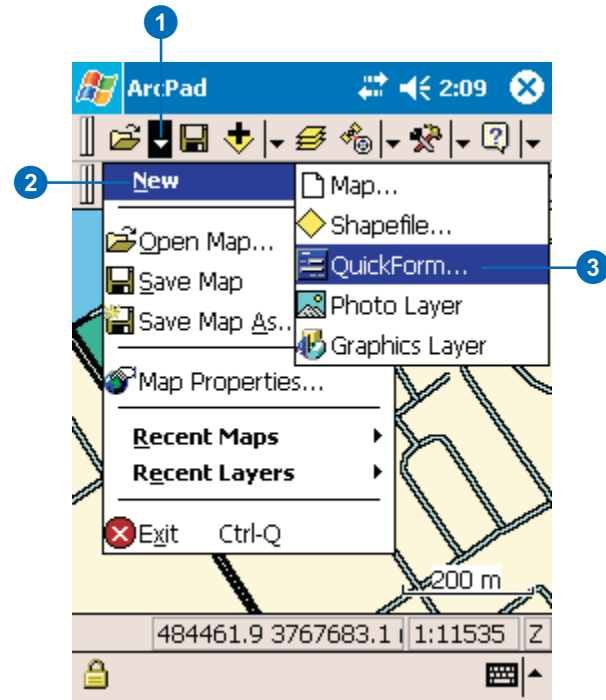 1
ArcPad 2:09
2
New
Map...
Shapefile...
Open Map...
QuickForm...
3
Save Map
Photo Layer
Save Map As..
Graphics Layer
Map Properties...
Recent Maps
Recent Layers
Exit Ctrl-Q
200 m
484461.9 3767683.1 1:11535 Z